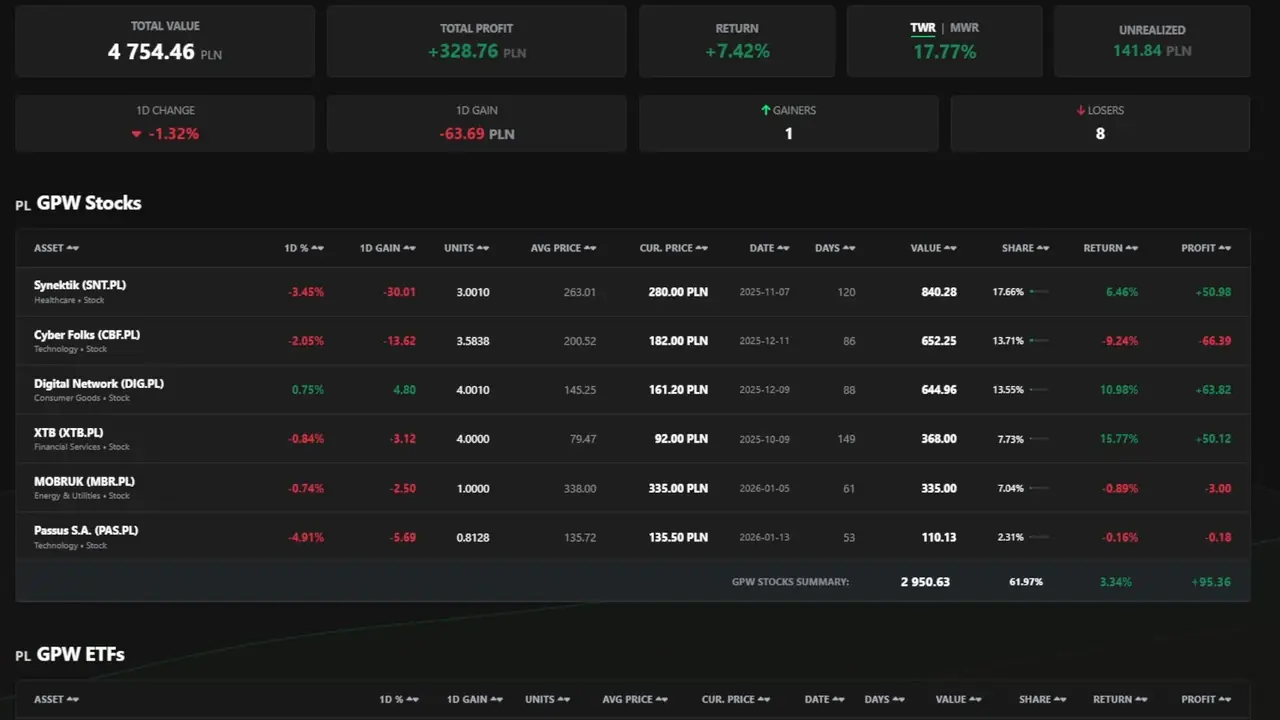 TOTAL VALUE
4 754.46 PLN
TOTAL PROFIT
+328.76 PLN
RETURN
+7.42%
TWR | MWR
17.77%
UNREALIZED
141.84 PLN
1D CHANGE
-1.32%
1D GAIN
-63.69 PLN
GAINERS
1
LOSERS
8
PL GPW Stocks
ASSET 1D % 1D GAIN UNITS AVG PRICE CUR. PRICE DATE DAYS VALUE SHARE RETURN PROFIT
Synektik (SNT.PL)
Healthcare • Stock
-3.45% -30.01 3.0010 263.01 280.00 PLN 2025-11-07 120 840.28 17.66% 6.46% +50.98
Cyber Folks (CBF.PL)
Technology • Stock
-2.05% -13.62 3.5838 200.52 182.00 PLN 2025-12-11 86 652.25 13.71% -9.24% -66.39
Digital Network (DIG.PL)
Consumer Goods • Stock
0.75% 4.80 4.0010 145.25 161.20 PLN 2025-12-09 88 644.96 13.55% 10.98% +63.82
XTB (XTB.PL)
Financial Services • Stock
-0.84% -3.12 4.0000 79.47 92.00 PLN 2025-10-09 149 368.00 7.73% 15.77% +50.12
MOBRUK (MBR.PL)
Energy & Utilities • Stock
-0.74% -2.50 1.0000 338.00 335.00 PLN 2026-01-05 61 335.00 7.04% -0.89% -3.00
Passus S.A. (PAS.PL)
Technology • Stock
-4.91% -5.69 0.8128 135.72 135.50 PLN 2026-01-13 53 110.13 2.31% -0.16% -0.18
GPW STOCKS SUMMARY: 2 950.63 61.97% 3.34% +95.36
PL GPW ETFs
ASSET 1D % 1D GAIN UNITS AVG PRICE CUR. PRICE DATE DAYS VALUE SHARE RETURN PROFIT